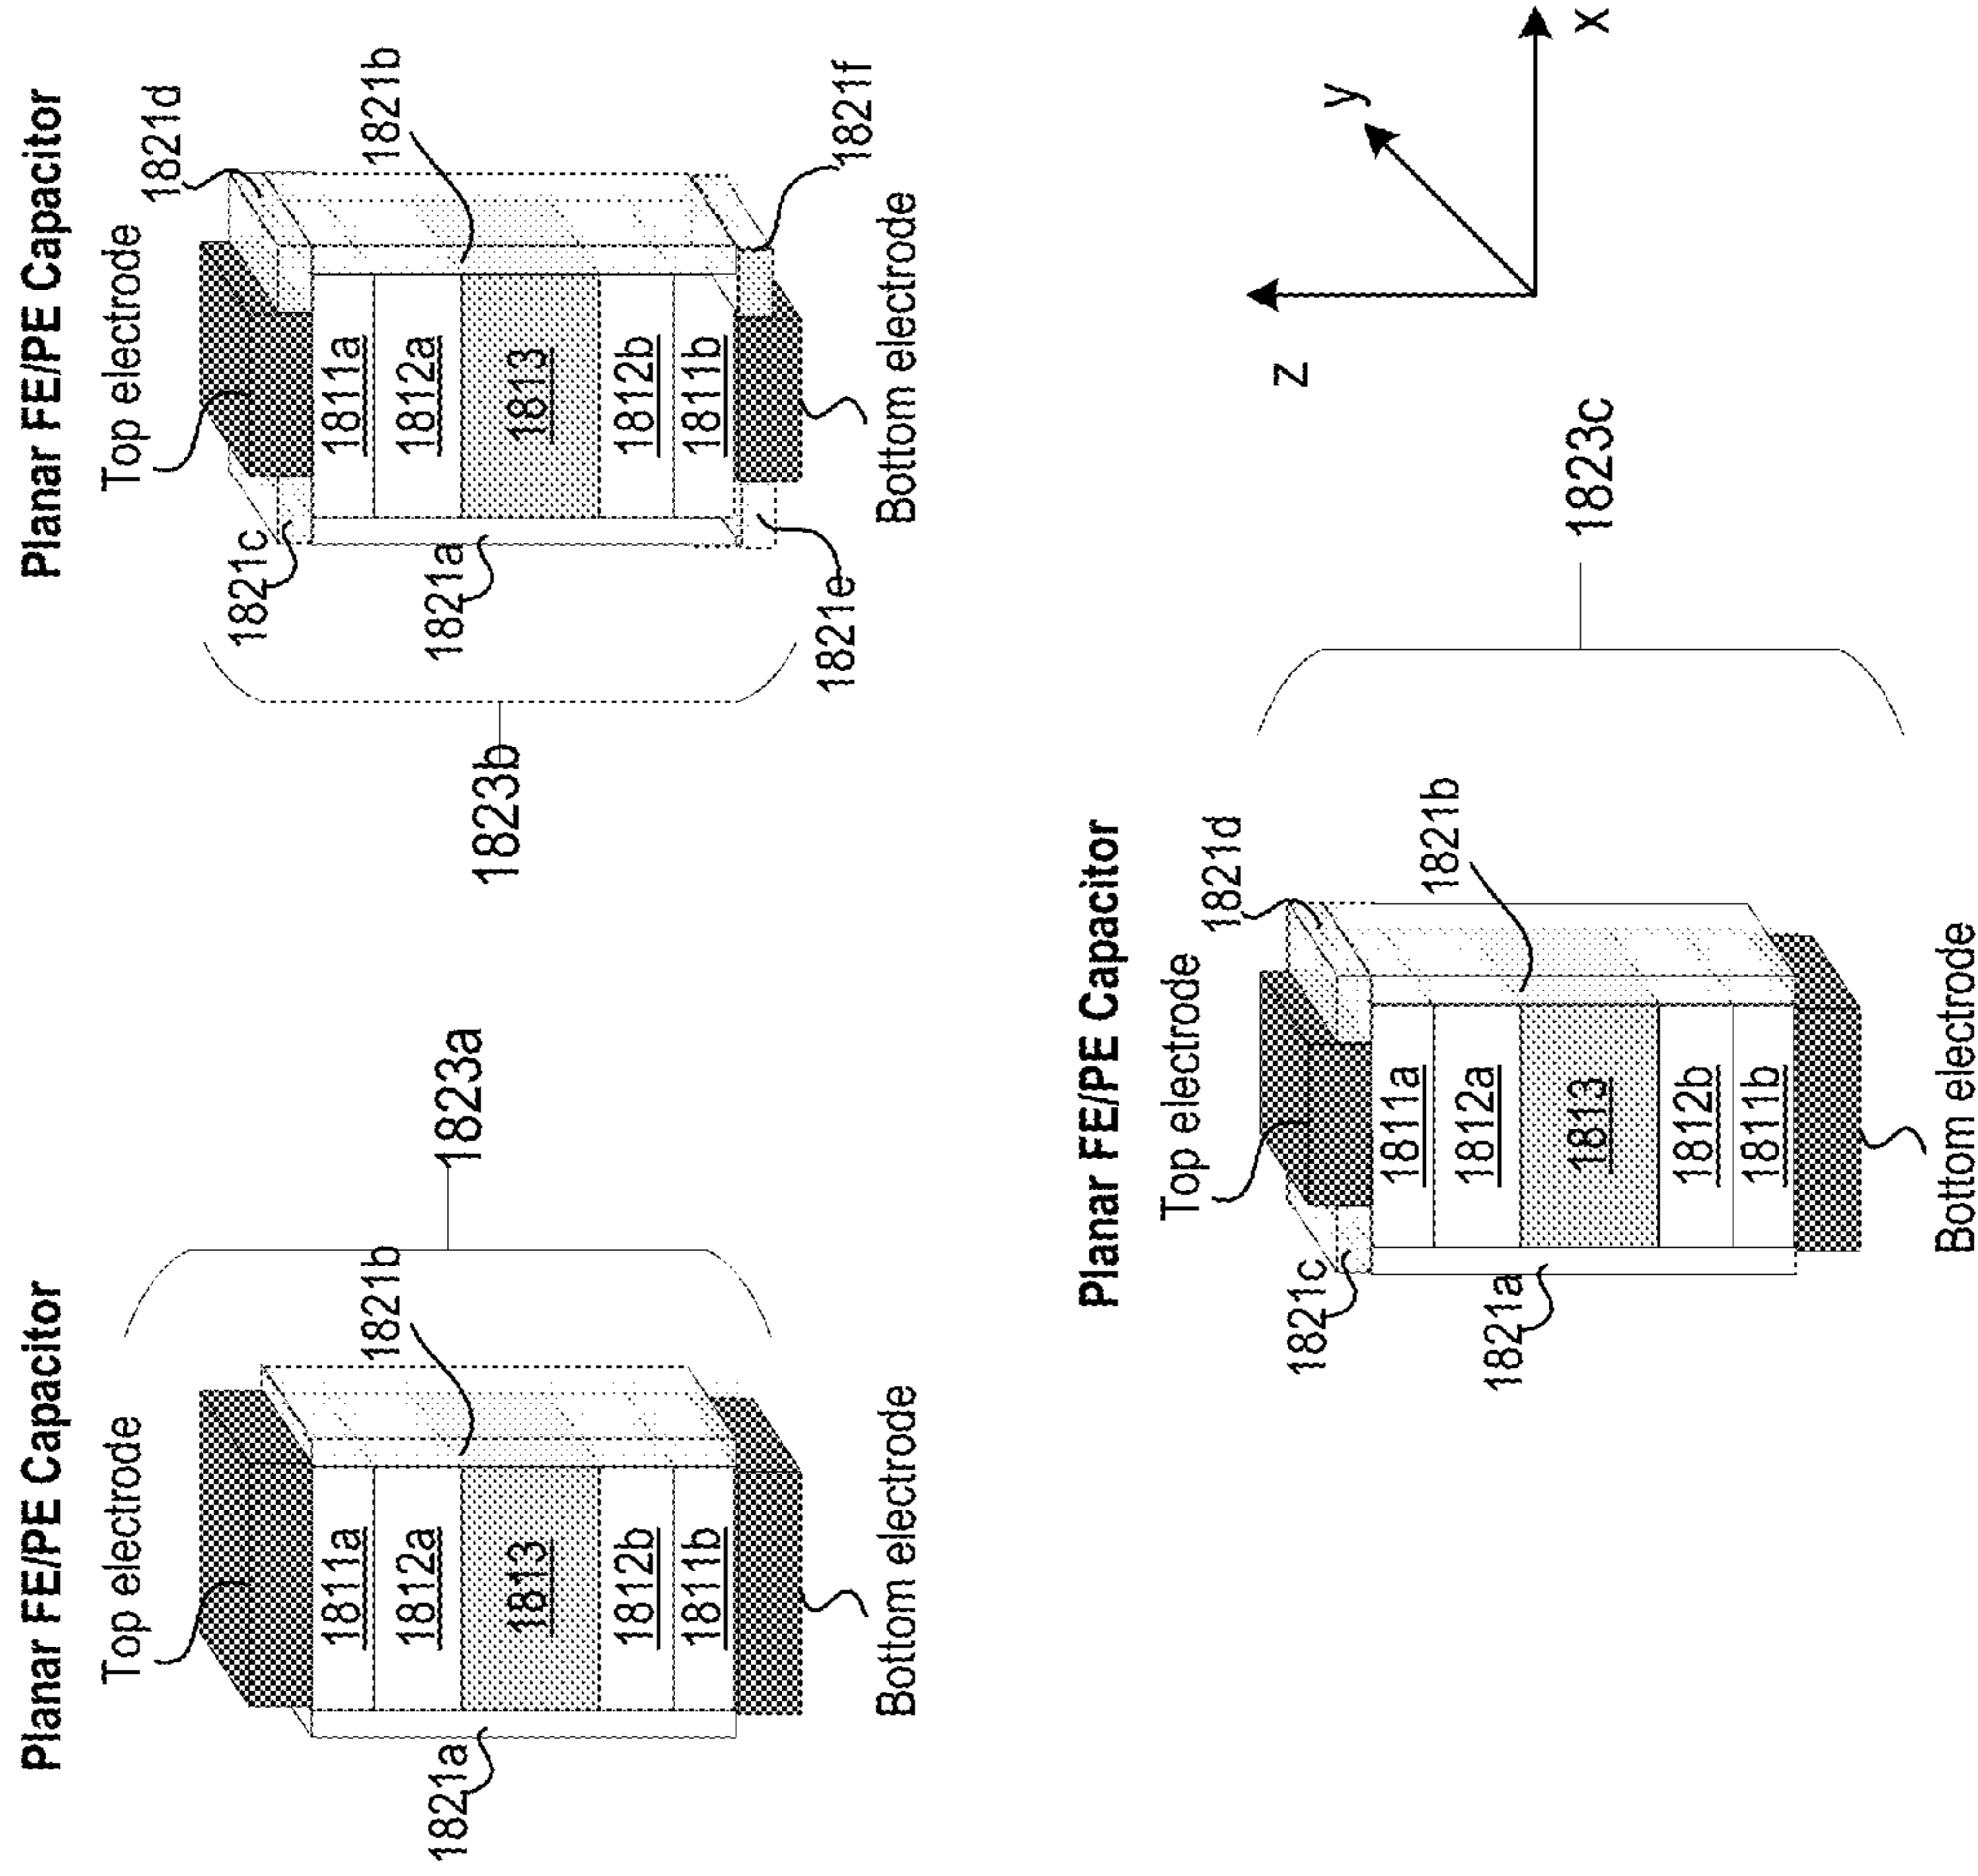 Planar FE/PE Capacitor
Top electrode
1821b
1823a
1811a
1812a
1813
1812b
1811b
1821a
Bottom electrode
Planar FE/PE Capacitor
Top electrode
1821d
1821c
1821b
1811a
1812a
1813
1812b
1811b
1821a
1823b
1821e
1821f
Bottom electrode
Planar FE/PE Capacitor
Top electrode
1821d
1821c
1821b
1811a
1812a
1813
1812b
1811b
1821a
1823c
Bottom electrode
z
y
x